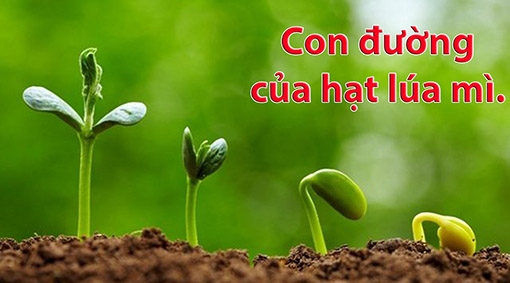 Con đường
của hạt lúa mì.